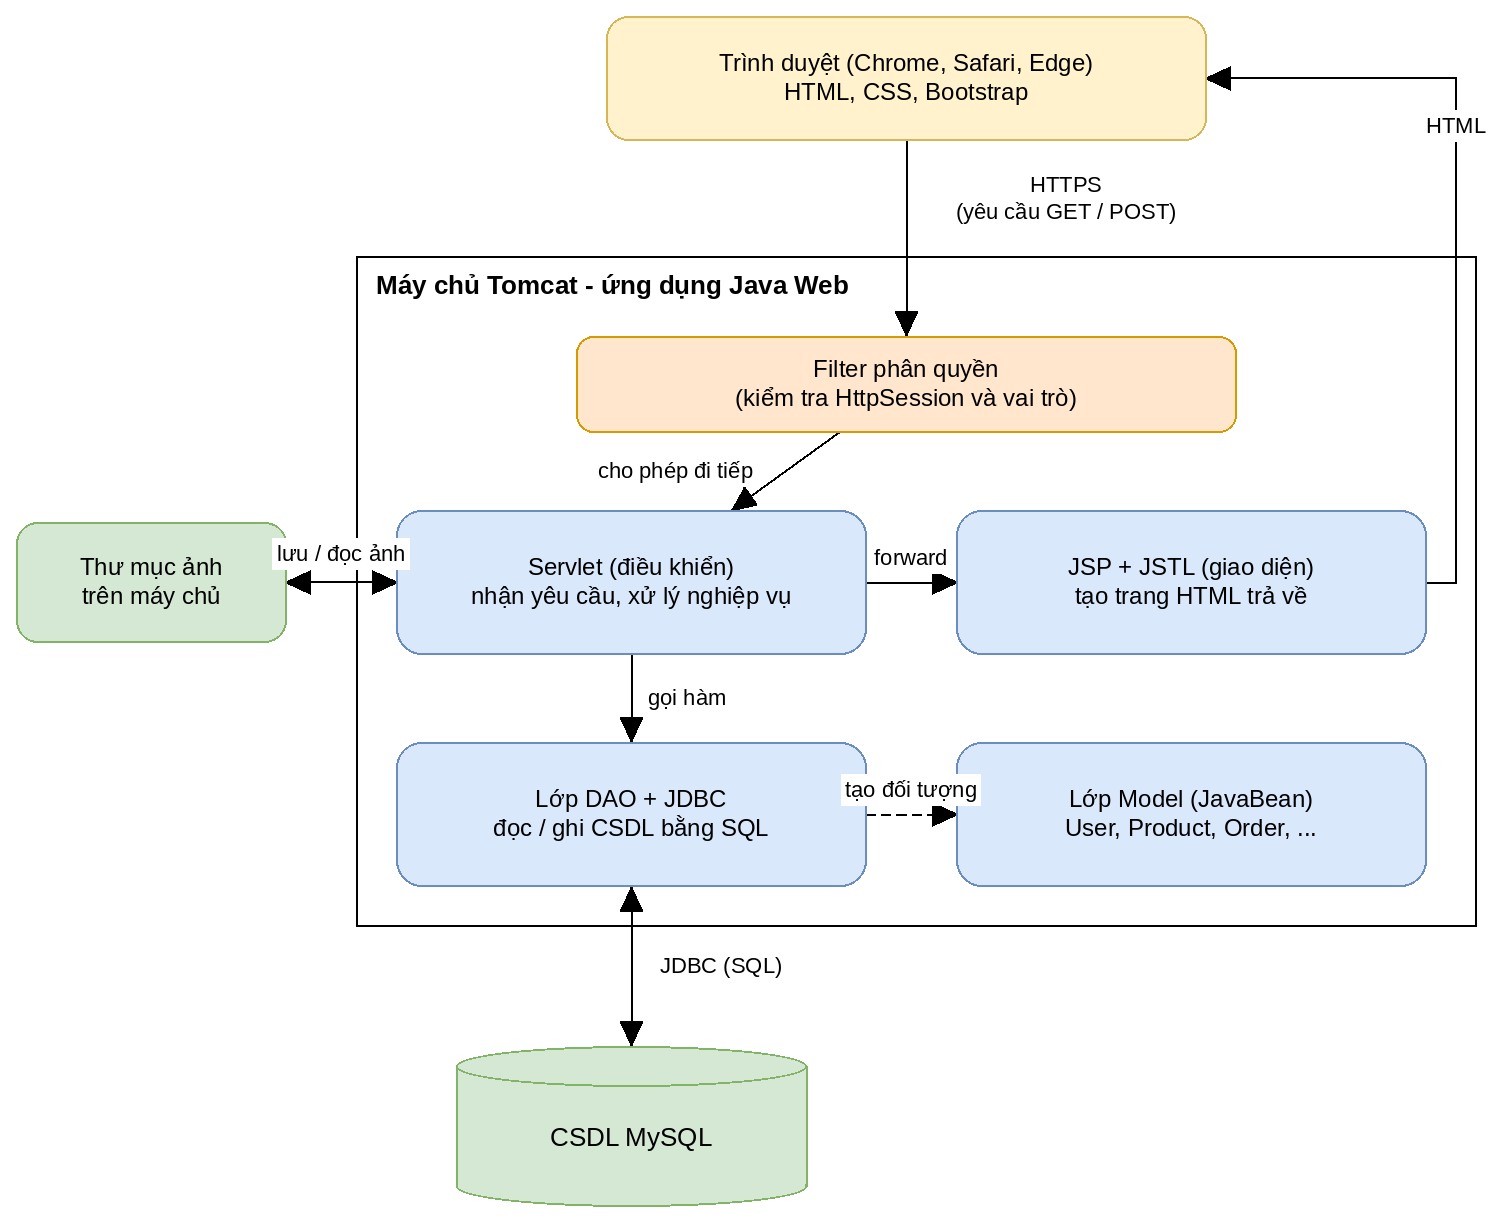 Trình duyệt (Chrome, Safari, Edge)
HTML, CSS, Bootstrap
HTML
HTTPS
(yêu cầu GET / POST)
Máy chủ Tomcat - ứng dụng Java Web
Filter phân quyền
(kiểm tra HttpSession và vai trò)
cho phép đi tiếp
Thư mục ảnh
trên máy chủ
lưu / đọc ảnh
Servlet (điều khiển)
nhận yêu cầu, xử lý nghiệp vụ
forward
JSP + JSTL (giao diện)
tạo trang HTML trả về
gọi hàm
Lớp DAO + JDBC
đọc / ghi CSDL bằng SQL
tạo đối tượng
Lớp Model (JavaBean)
User, Product, Order, ...
JDBC (SQL)
CSDL MySQL